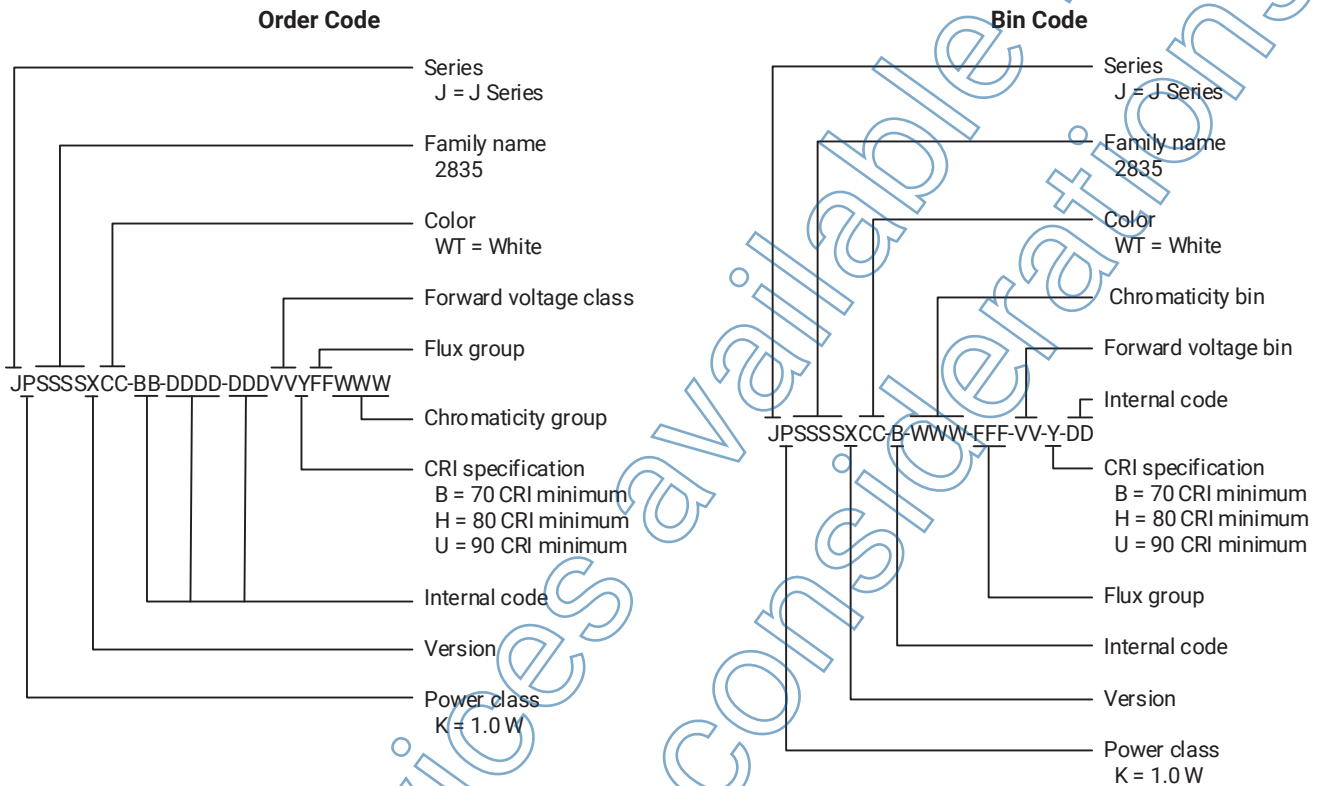 Order Code
Series
J = J Series
Family name
2835
Color
WT = White
Forward voltage class
Flux group
JPSSSSXCC-BB-DDDD-DDDVVYFFWWW
Chromaticity group
CRI specification
B = 70 CRI minimum
H = 80 CRI minimum
U = 90 CRI minimum
Internal code
Version
Power class
K = 1.0 W
Bin Code
Series
J = J Series
Family name
2835
Color
WT = White
Chromaticity bin
Forward voltage bin
Internal code
JPSSSSXCC-B-WWW-FFF-VV-Y-DD
CRI specification
B = 70 CRI minimum
H = 80 CRI minimum
U = 90 CRI minimum
Flux group
Internal code
Version
Power class
K = 1.0 W
available
considerations